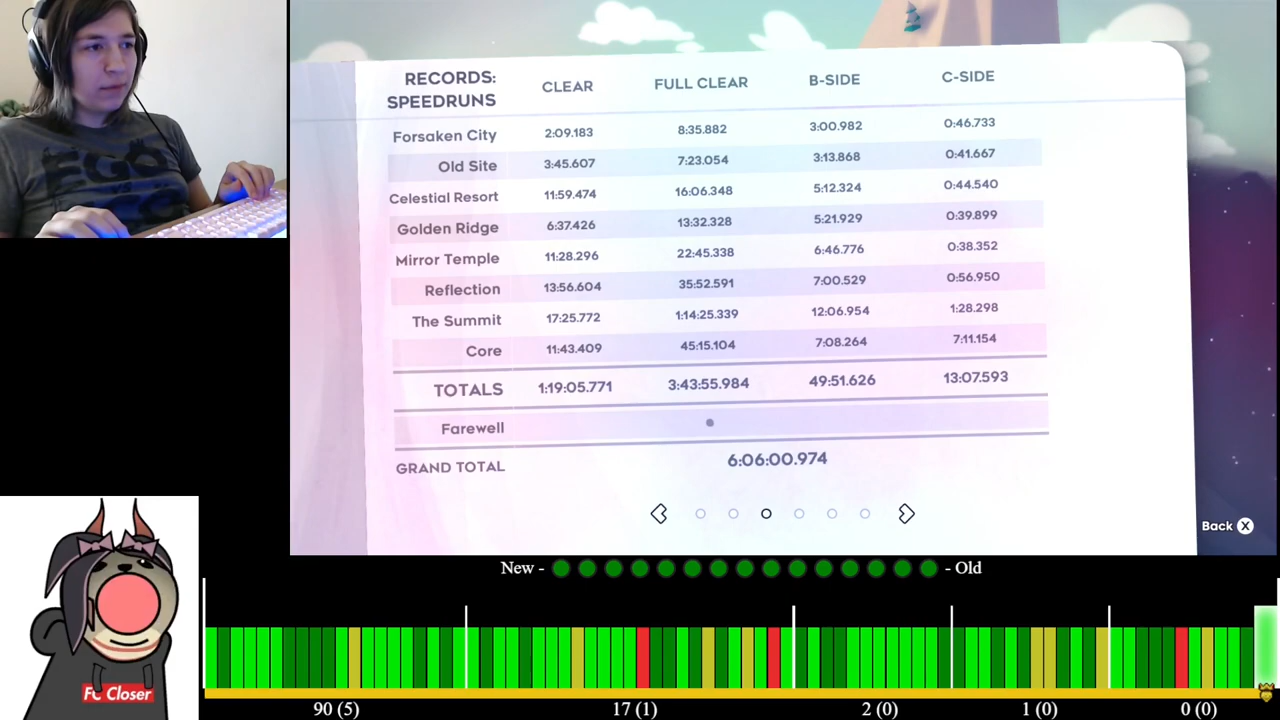 RECORDS: SPEEDRUNS CLEAR FULL CLEAR B-SIDE C-SIDE
Forsaken City 2:09.183 8:35.882 3:00.982 0:46.733
Old Site 3:45.607 7:23.054 3:13.868 0:41.667
Celestial Resort 11:59.474 16:06.348 5:12.324 0:44.540
Golden Ridge 6:37.426 13:32.328 5:21.929 0:39.899
Mirror Temple 11:28.296 22:45.338 6:46.776 0:38.352
Reflection 13:56.604 35:52.591 7:00.529 0:56.950
The Summit 17:25.772 1:14:25.339 12:06.954 1:28.298
Core 11:43.409 45:15.104 7:08.264 7:11.154
TOTALS 1:19:05.771 3:43:55.984 49:51.626 13:07.593
Farewell
GRAND TOTAL 6:06:00.974
Back X
New - - Old
Closer
90 (5) 17 (1) 2 (0) 1 (0) 0 (0)